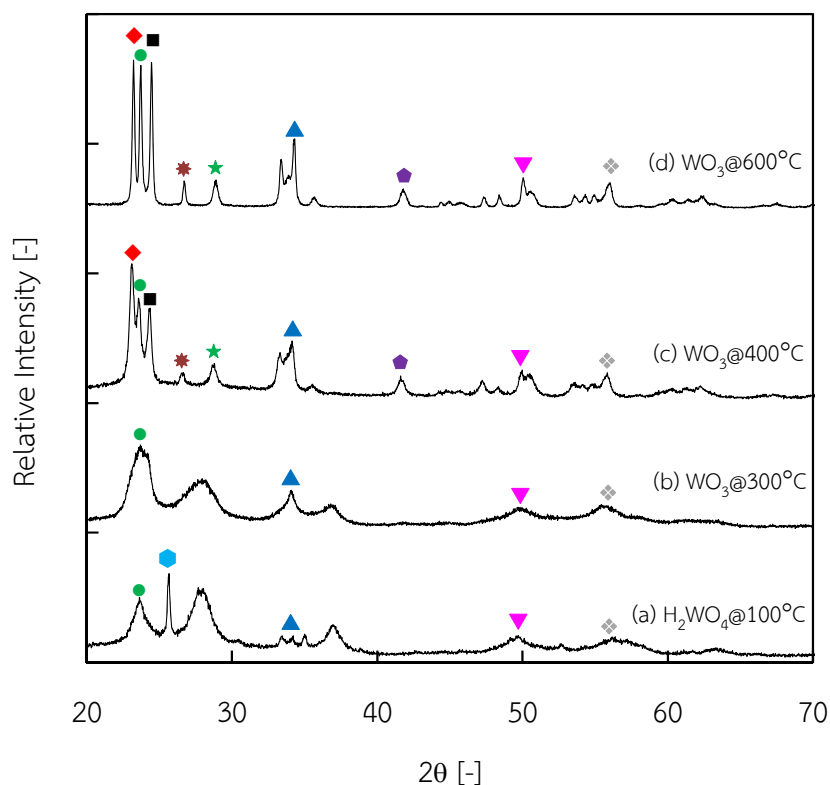 (d) WO₃@600°C
(c) WO₃@400°C
(b) WO₃@300°C
(a) H₂WO₄@100°C
Relative Intensity [-]
20 30 40 50 60 70
2θ [-]